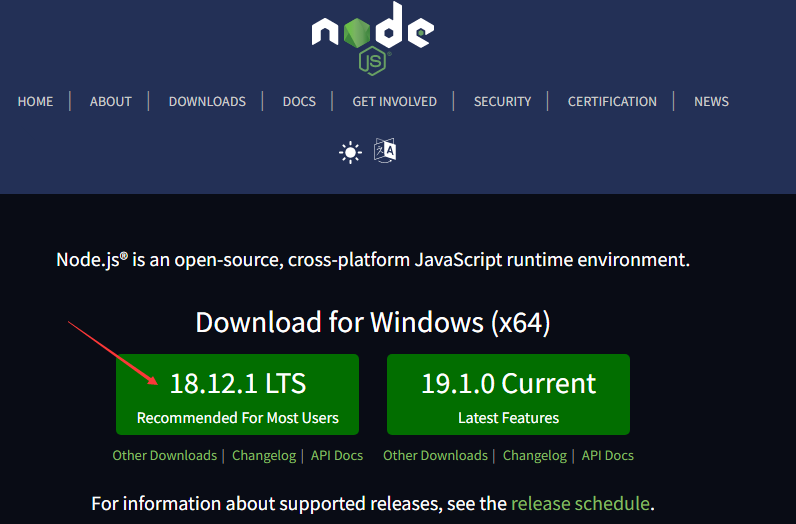 node
JS
HOME | ABOUT | DOWNLOADS | DOCS | GET INVOLVED | SECURITY | CERTIFICATION | NEWS
Node.js® is an open-source, cross-platform JavaScript runtime environment.
Download for Windows (x64)
18.12.1 LTS 19.1.0 Current
Recommended For Most Users Latest Features
Other Downloads | Changelog | API Docs Other Downloads | Changelog | API Docs
For information about supported releases, see the release schedule.